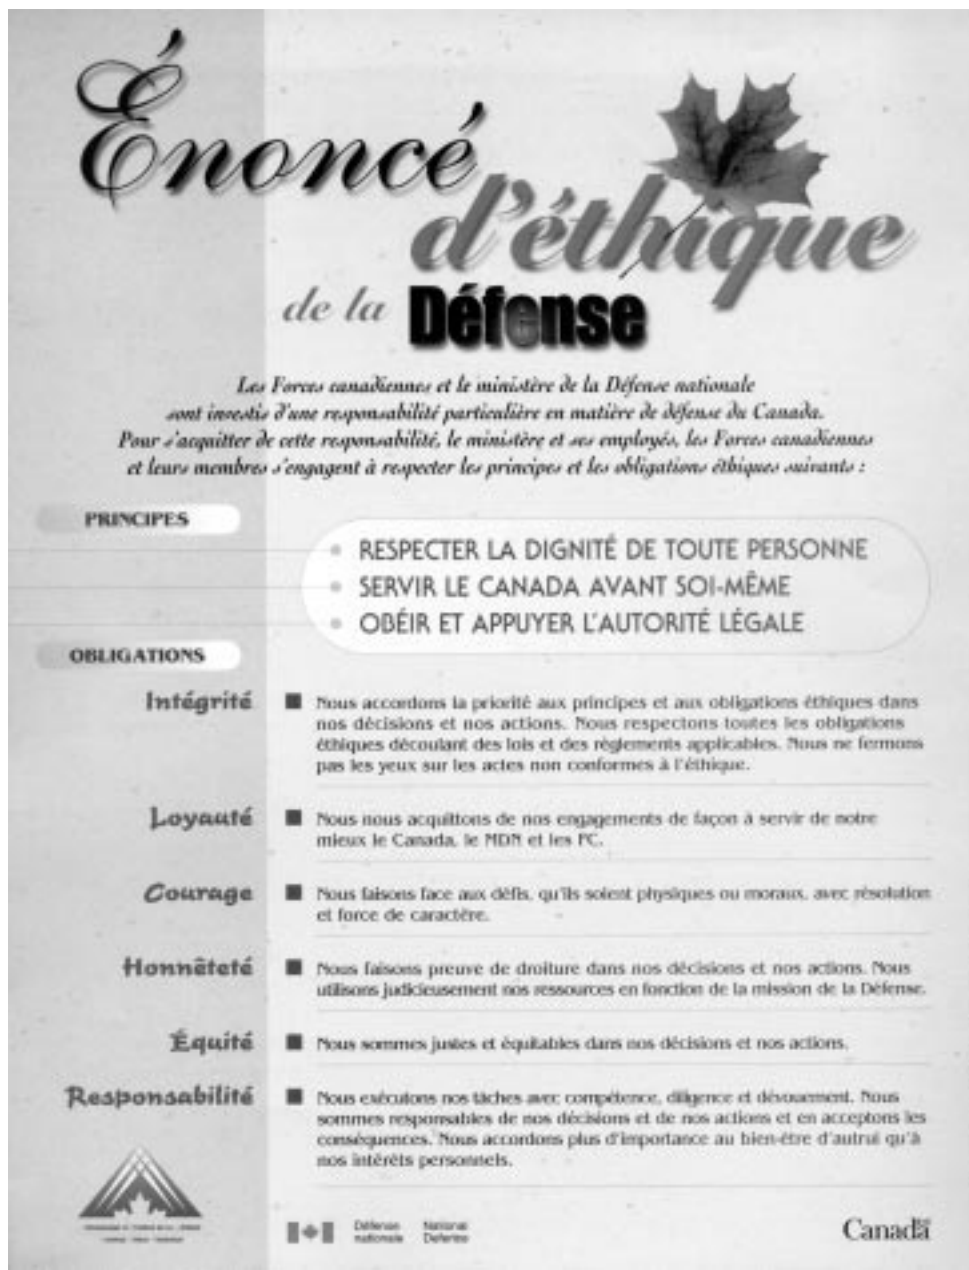 Énoncé
d'éthique
de la Défense
Les Forces canadiennes et le ministère de la Défense nationale
sont investis d'une responsabilité particulière en matière de défense du Canada.
Pour s'acquitter de cette responsabilité, le ministère et ses employés, les Forces canadiennes
et leurs membres s'engagent à respecter les principes et les obligations éthiques suivants :
PRINCIPES
• RESPECTER LA DIGNITÉ DE TOUTE PERSONNE
• SERVIR LE CANADA AVANT SOI-MÊME
• OBÉIR ET APPUYER L'AUTORITÉ LÉGALE
OBLIGATIONS
Intégrité ■ Nous accordons la priorité aux principes et aux obligations éthiques dans
nos décisions et nos actions. Nous respectons toutes les obligations
éthiques découlant des lois et des règlements applicables. Nous ne fermons
pas les yeux sur les actes non conformes à l'éthique.
Loyauté ■ Nous nous acquittons de nos engagements de façon à servir de notre
mieux le Canada, le MDN et les FC.
Courage ■ Nous faisons face aux défis, qu'ils soient physiques ou moraux, avec résolution
et force de caractère.
Honnêteté ■ Nous faisons preuve de droiture dans nos décisions et nos actions. Nous
utilisons judicieusement nos ressources en fonction de la mission de la Défense.
Équité ■ Nous sommes justes et équitables dans nos décisions et nos actions.
Responsabilité ■ Nous exécutons nos tâches avec compétence, diligence et dévouement. Nous
sommes responsables de nos décisions et de nos actions et en acceptons les
conséquences. Nous accordons plus d'importance au bien-être d'autrui qu'à
nos intérêts personnels.
Défense National
nationale Defence
Canada